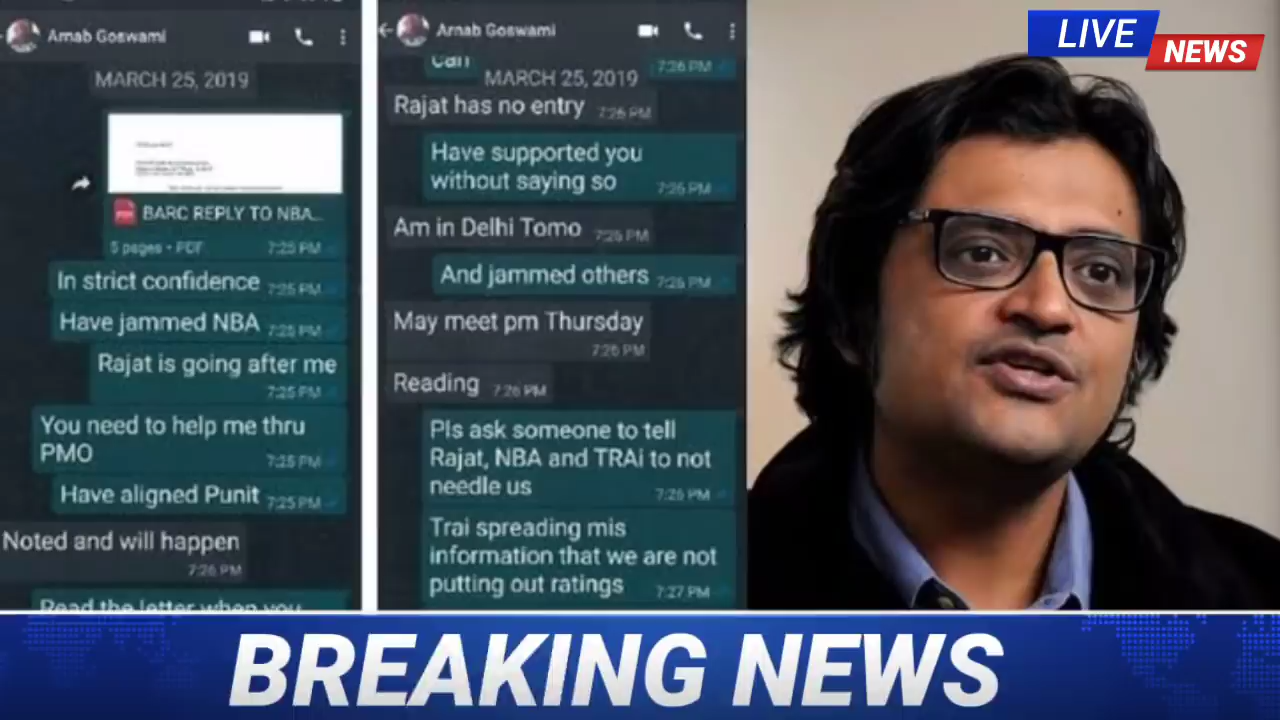 Arnab Goswami
MARCH 25, 2019
BARC REPLY TO NBA...
5 pages • PDF 7:25 PM
In strict confidence 7:25 PM
Have jammed NBA 7:25 PM
Rajat is going after me
7:25 PM
You need to help me thru
PMO 7:25 PM
Have aligned Punit 7:25 PM
Noted and will happen
7:26 PM
Read the letter when you
Arnab Goswami
can 7:26 PM
MARCH 25, 2019
Rajat has no entry 7:26 PM
Have supported you
without saying so 7:26 PM
Am in Delhi Tomo 7:26 PM
And jammed others 7:26 PM
May meet pm Thursday
7:26 PM
Reading 7:26 PM
Pls ask someone to tell
Rajat, NBA and TRAi to not
needle us 7:26 PM
Trai spreading mis
information that we are not
putting out ratings 7:27 PM
LIVE
NEWS
BREAKING NEWS